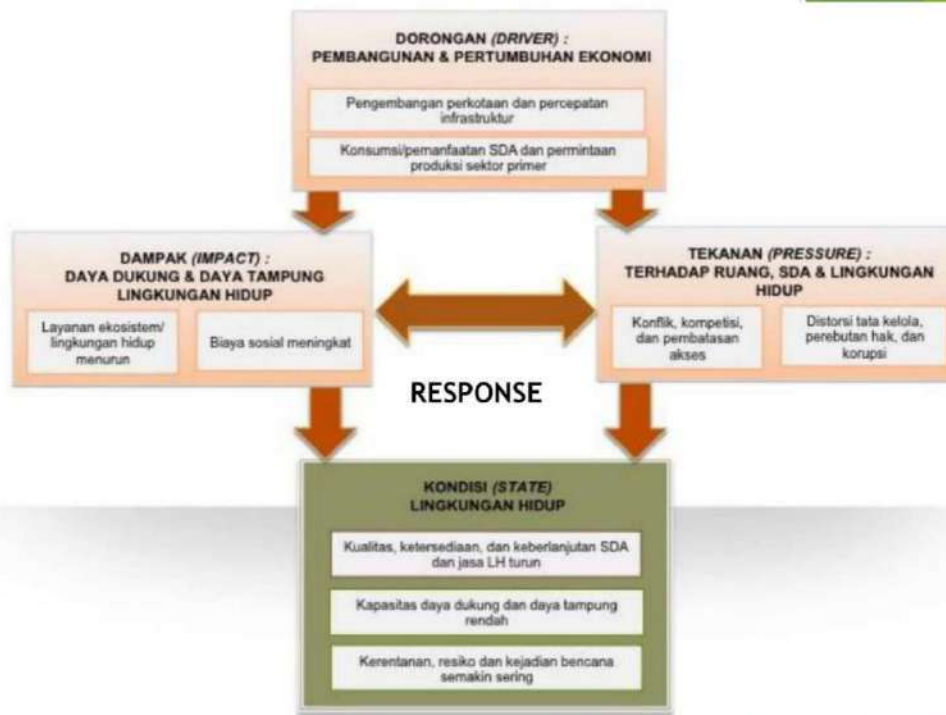 DORONGAN (DRIVER) :
PEMBANGUNAN & PERTUMBUHAN EKONOMI
Pengembangan perkotaan dan percepatan
infrastruktur
Konsumsi/pemanfaatan SDA dan permintaan
produksi sektor primer
DAMPAK (IMPACT) :
DAYA DUKUNG & DAYA TAMPUNG
LINGKUNGAN HIDUP
Layanan ekosistem/
lingkungan hidup
menurun
Biaya sosial meningkat
TEKANAN (PRESSURE) :
TERHADAP RUANG, SDA & LINGKUNGAN
HIDUP
Konflik, kompetisi,
dan pembatasan
akses
Distorsi tata kelola,
perebutan hak, dan
korupsi
RESPONSE
KONDISI (STATE)
LINGKUNGAN HIDUP
Kualitas, ketersediaan, dan keberlanjutan SDA
dan jasa LH turun
Kapasitas daya dukung dan daya tampung
rendah
Kerentanan, resiko dan kejadian bencana
semakin sering